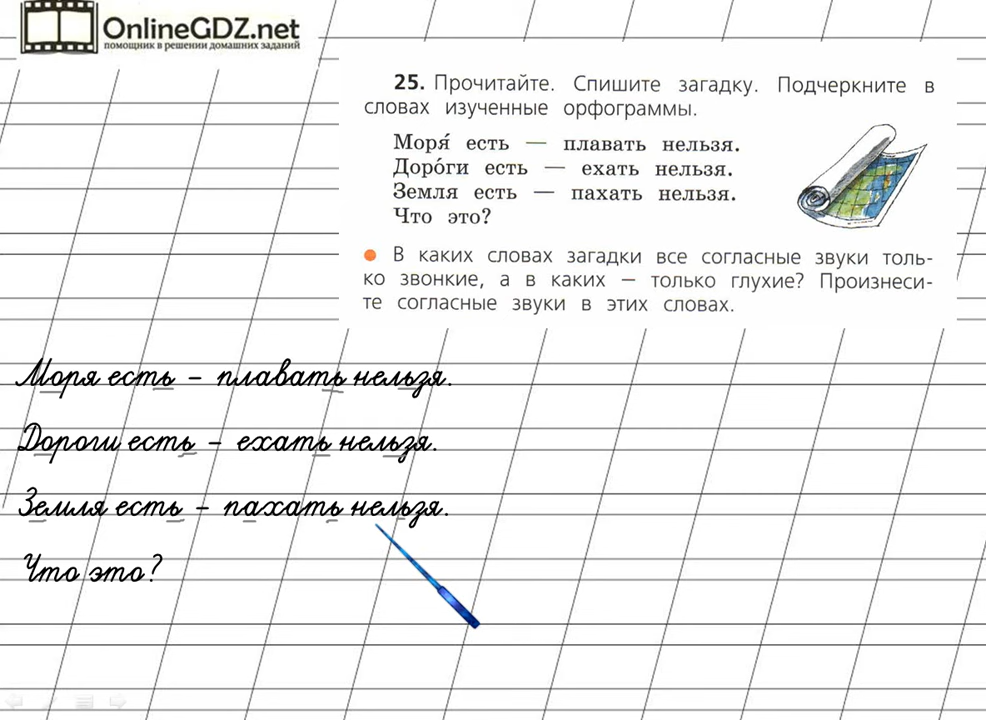 OnlineGDZ.net
помощник в решении домашних заданий
25. Прочитайте. Спишите загадку. Подчеркните в
словах изученные орфограммы.
Моря́ есть — плавать нельзя.
Доро́ги есть — ехать нельзя.
Земля есть — пахать нельзя.
Что это?
В каких словах загадки все согласные звуки толь-
ко звонкие, а в каких — только глухие? Произнеси-
те согласные звуки в этих словах.
Моря есть – плавать нельзя.
Дороги есть – ехать нельзя.
Земля есть – пахать нельзя.
Что это?